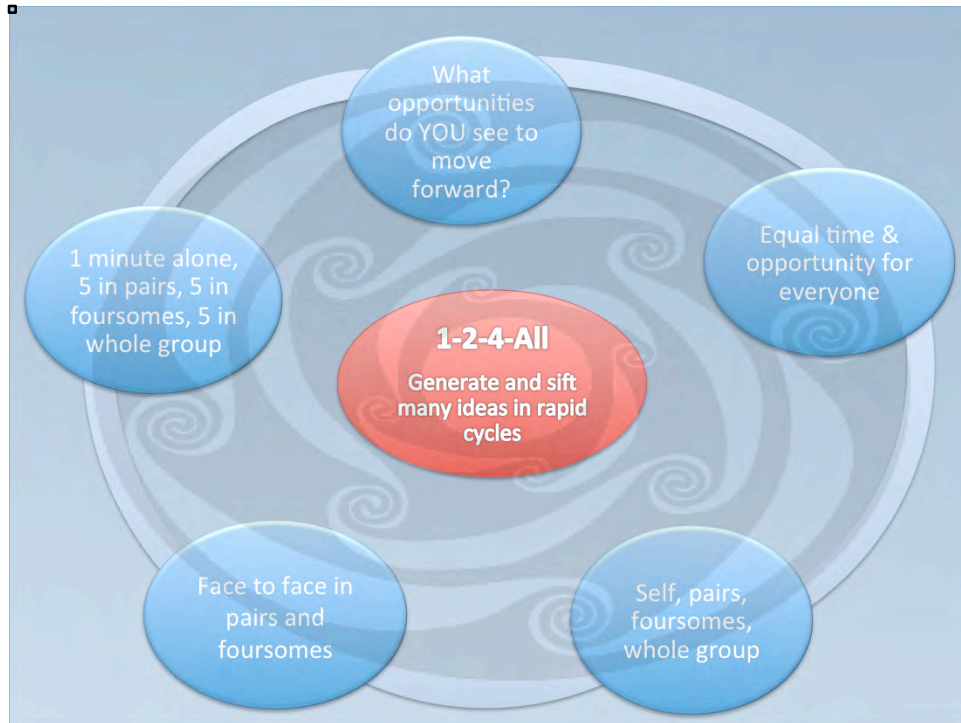 What
opportunities
do YOU see to
move
forward?
Equal time &
opportunity for
everyone
1 minute alone,
5 in pairs, 5 in
foursomes, 5 in
whole group
1-2-4-All
Generate and sift
many ideas in rapid
cycles
Face to face in
pairs and
foursomes
Self, pairs,
foursomes,
whole group